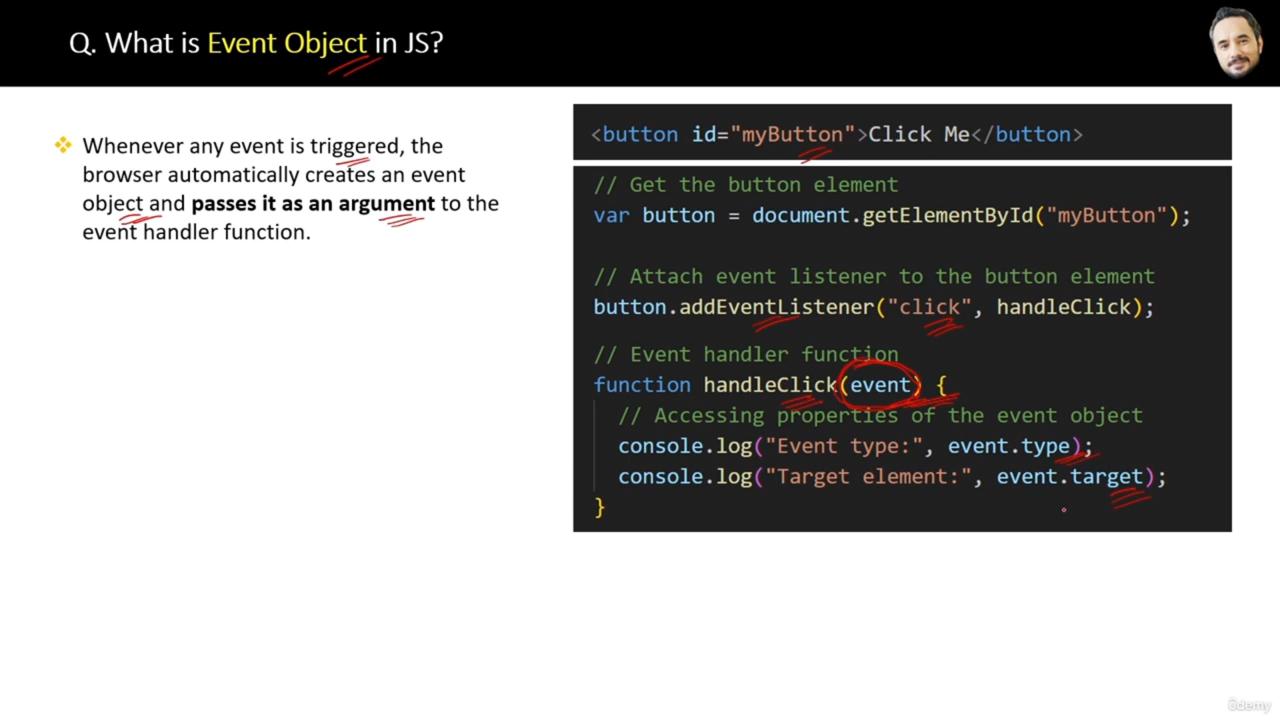 Q. What is Event Object in JS?
Whenever any event is triggered, the
browser automatically creates an event
object and passes it as an argument to the
event handler function.
<button id="myButton">Click Me</button>
// Get the button element
var button = document.getElementById("myButton");
// Attach event listener to the button element
button.addEventListener("click", handleClick);
// Event handler function
function handleClick(event) {
// Accessing properties of the event object
console.log("Event type:", event.type);
console.log("Target element:", event.target);
}
ûdemy